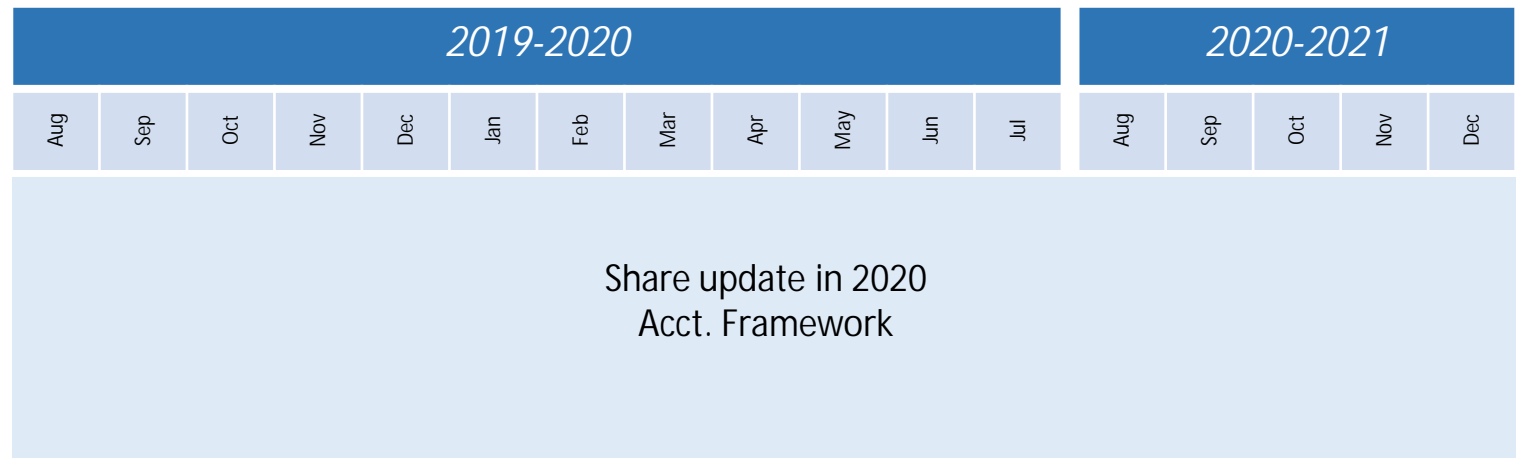 2019-2020 2020-2021
Aug Sep Oct Nov Dec Jan Feb Mar Apr May Jun Jul Aug Sep Oct Nov Dec
Share update in 2020
Acct. Framework